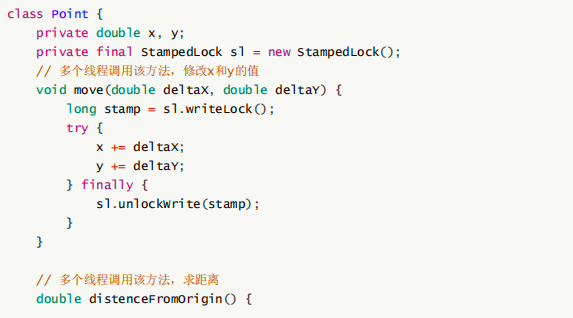 class Point {
    private double x, y;
    private final StampedLock sl = new StampedLock();
    // 多个线程调用该方法，修改x和y的值
    void move(double deltaX, double deltaY) {
        long stamp = sl.writeLock();
        try {
            x += deltaX;
            y += deltaY;
        } finally {
            sl.unlockWrite(stamp);
        }
    }
    // 多个线程调用该方法，求距离
    double distenceFromOrigin() {